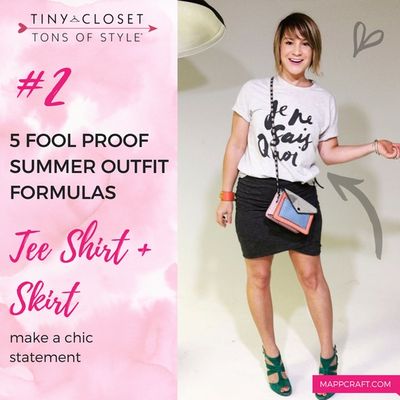 TINY CLOSET
TONS OF STYLE
#2
5 FOOL PROOF
SUMMER OUTFIT
FORMULAS
Tee Shirt +
Skirt
make a chic
statement
je ne
Sais
Quoi
MAPPCRAFT.COM